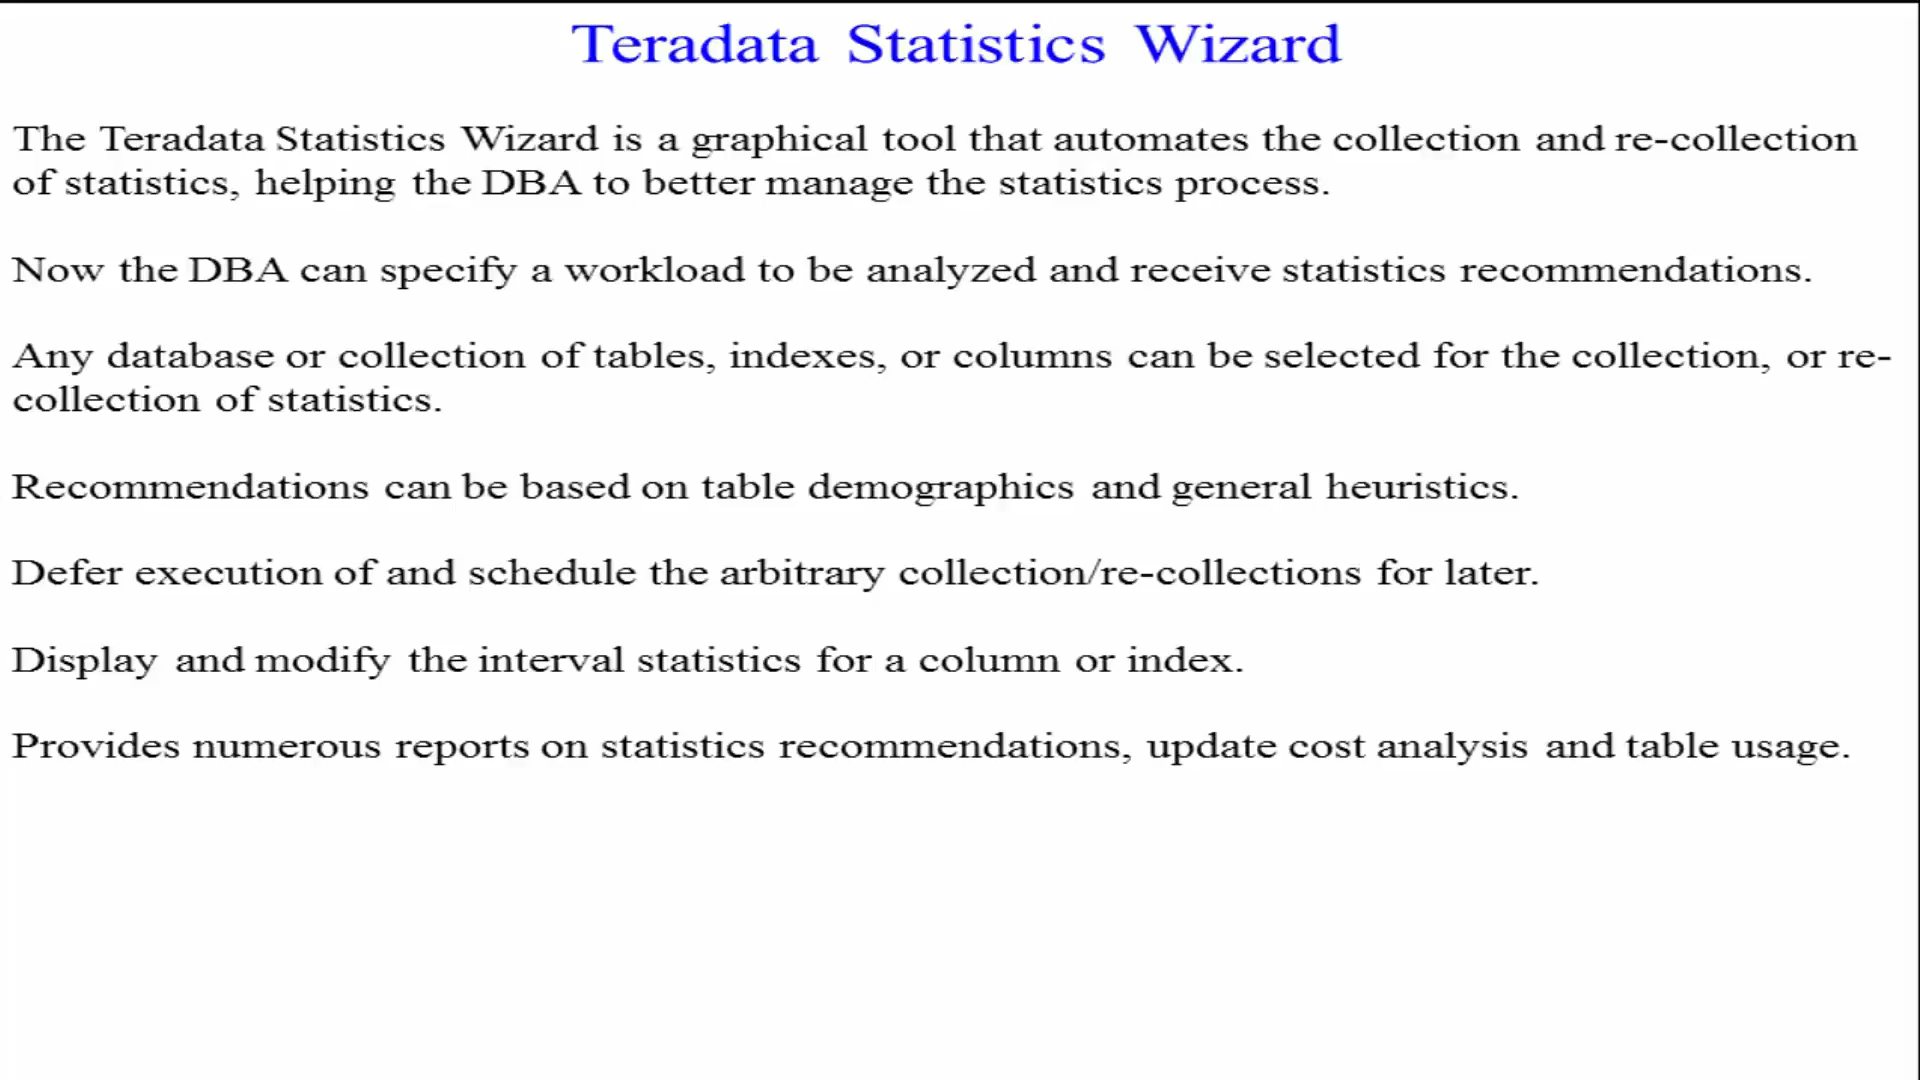 Teradata Statistics Wizard
The Teradata Statistics Wizard is a graphical tool that automates the collection and re-collection
of statistics, helping the DBA to better manage the statistics process.
Now the DBA can specify a workload to be analyzed and receive statistics recommendations.
Any database or collection of tables, indexes, or columns can be selected for the collection, or re-
collection of statistics.
Recommendations can be based on table demographics and general heuristics.
Defer execution of and schedule the arbitrary collection/re-collections for later.
Display and modify the interval statistics for a column or index.
Provides numerous reports on statistics recommendations, update cost analysis and table usage.